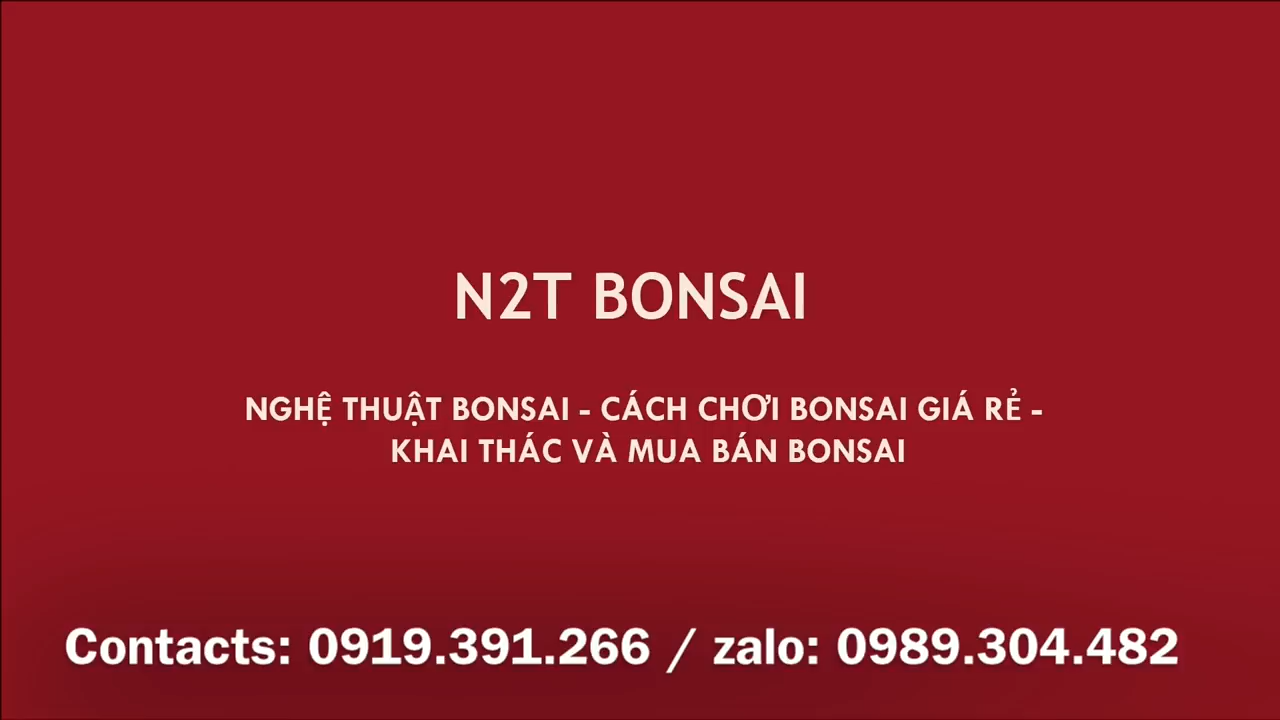 N2T BONSAI
NGHỆ THUẬT BONSAI - CÁCH CHƠI BONSAI GIÁ RẺ -
KHAI THÁC VÀ MUA BÁN BONSAI
Contacts: 0919.391.266 / zalo: 0989.304.482